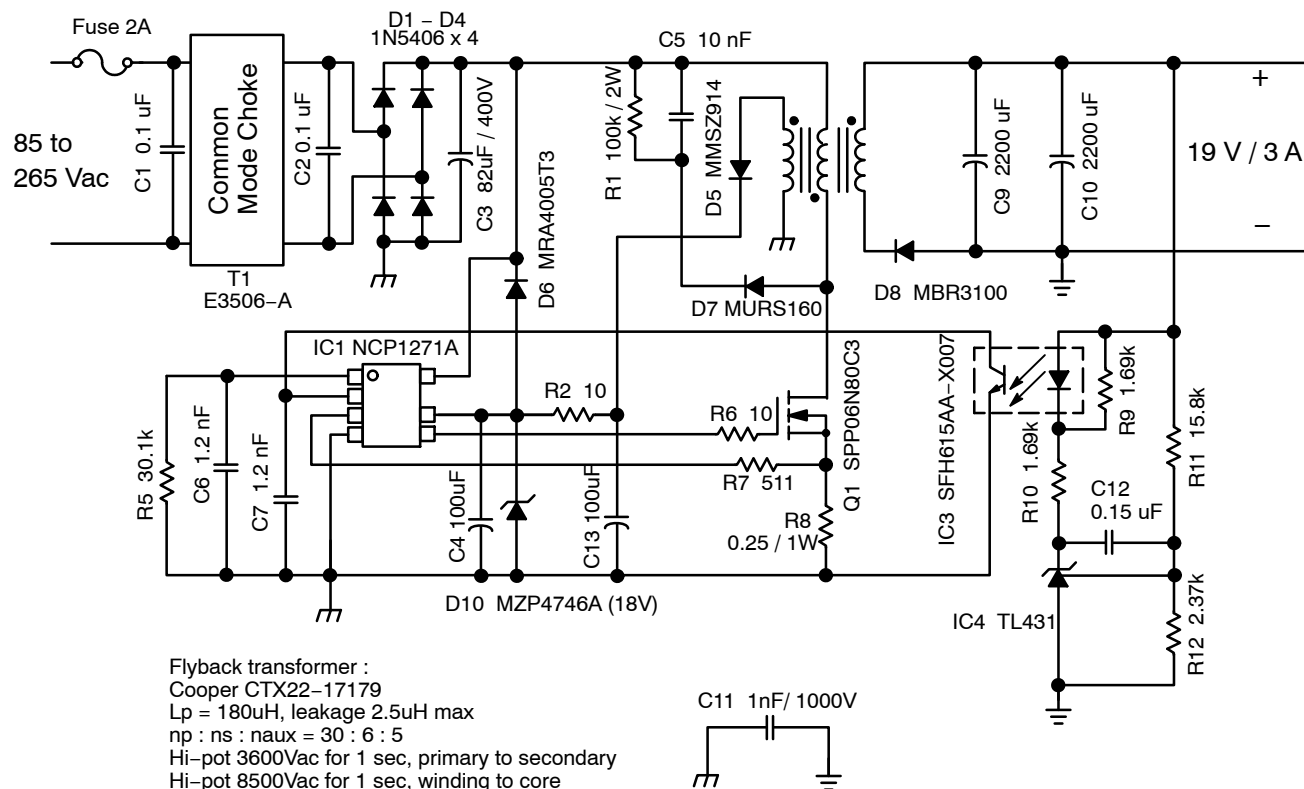 Fuse 2A
D1 – D4
1N5406 x 4
C5 10 nF
85 to
265 Vac
C1 0.1 uF
Common
Mode Choke
T1
E3506–A
C2 0.1 uF
C3 82uF / 400V
D6 MRA4005T3
R1 100k / 2W
D5 MMSZ914
D7 MURS160
D8 MBR3100
C9 2200 uF
C10 2200 uF
+
19 V / 3 A
–
IC1 NCP1271A
R2 10
R6 10
R7 511
R8
0.25 / 1W
Q1 SPP06N80C3
IC3 SFH615AA–X007
R9 1.69k
R10 1.69k
R11 15.8k
C12
0.15 uF
IC4 TL431
R12 2.37k
R5 30.1k
C6 1.2 nF
C7 1.2 nF
C4 100uF
C13 100uF
D10 MZP4746A (18V)
Flyback transformer :
Cooper CTX22–17179
Lp = 180uH, leakage 2.5uH max
np : ns : naux = 30 : 6 : 5
Hi–pot 3600Vac for 1 sec, primary to secondary
Hi–pot 8500Vac for 1 sec, winding to core
C11 1nF/ 1000V